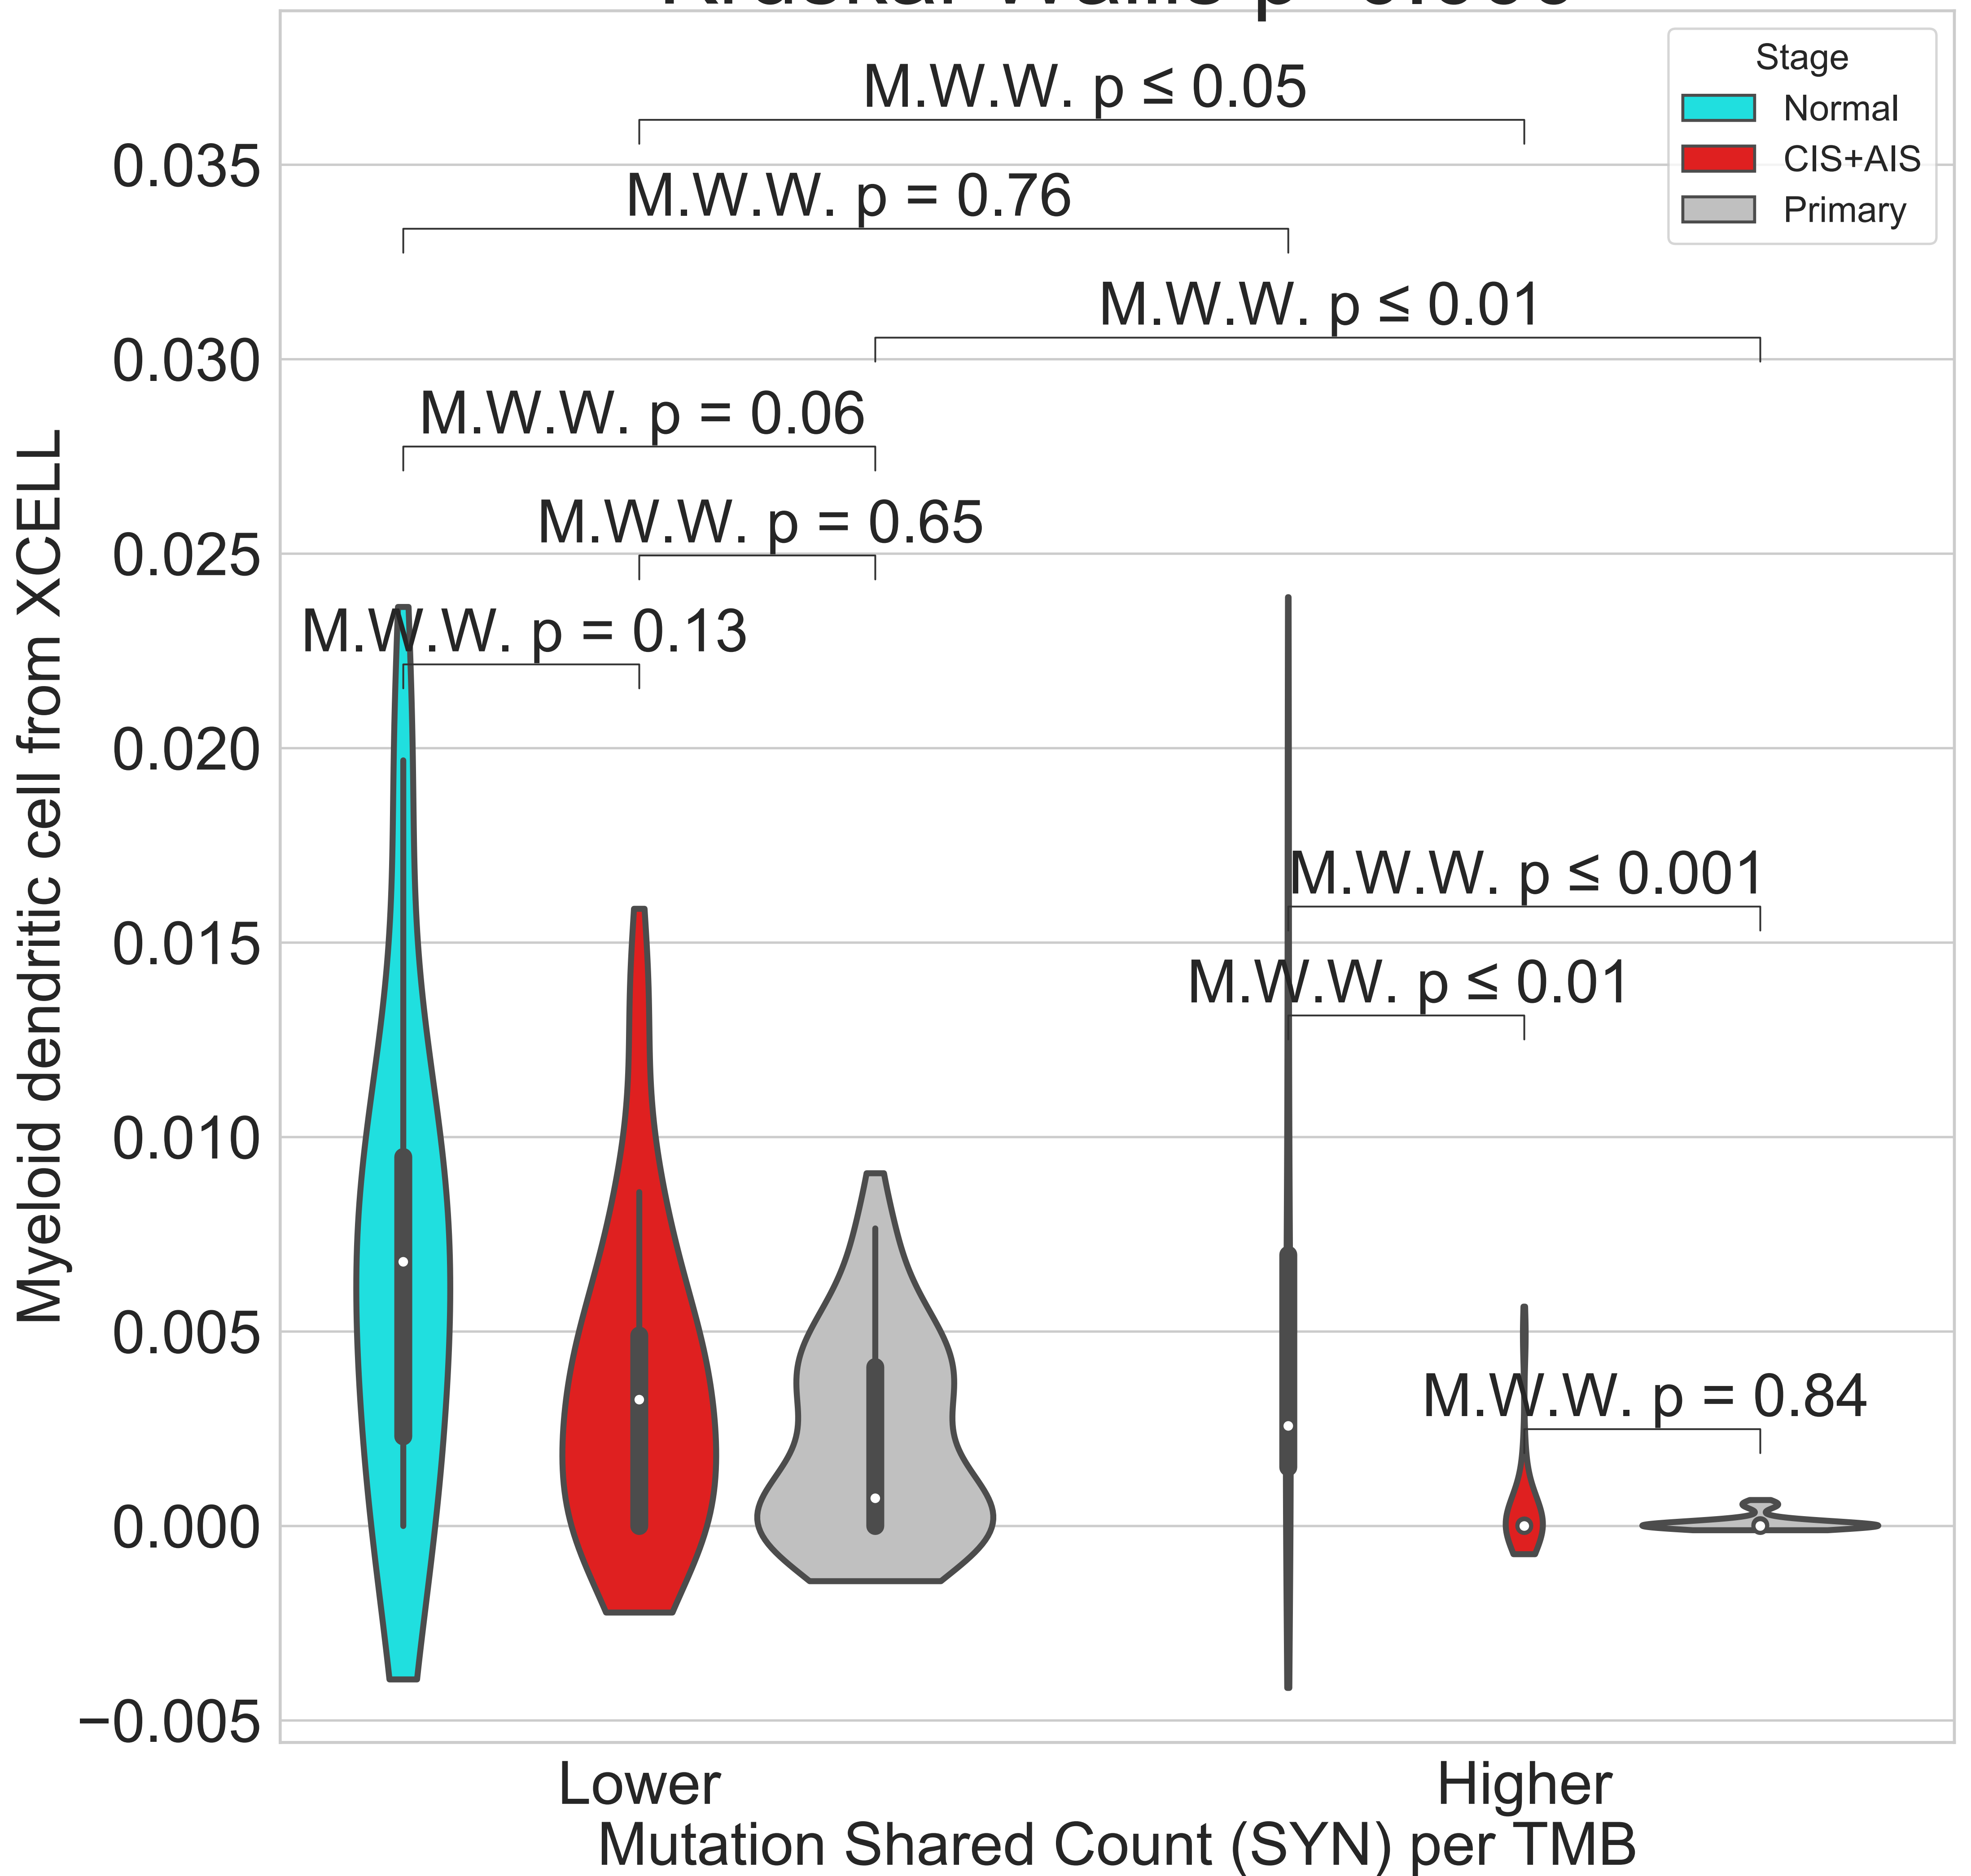 Stage
Normal
CIS+AIS
Primary
M.W.W. p ≤ 0.05
M.W.W. p = 0.76
M.W.W. p ≤ 0.01
M.W.W. p = 0.06
M.W.W. p = 0.65
M.W.W. p = 0.13
M.W.W. p ≤ 0.001
M.W.W. p ≤ 0.01
M.W.W. p = 0.84
0.035
0.030
0.025
0.020
0.015
0.010
0.005
0.000
−0.005
Myeloid dendritic cell from XCELL
Lower
Higher
Mutation Shared Count (SYN) per TMB